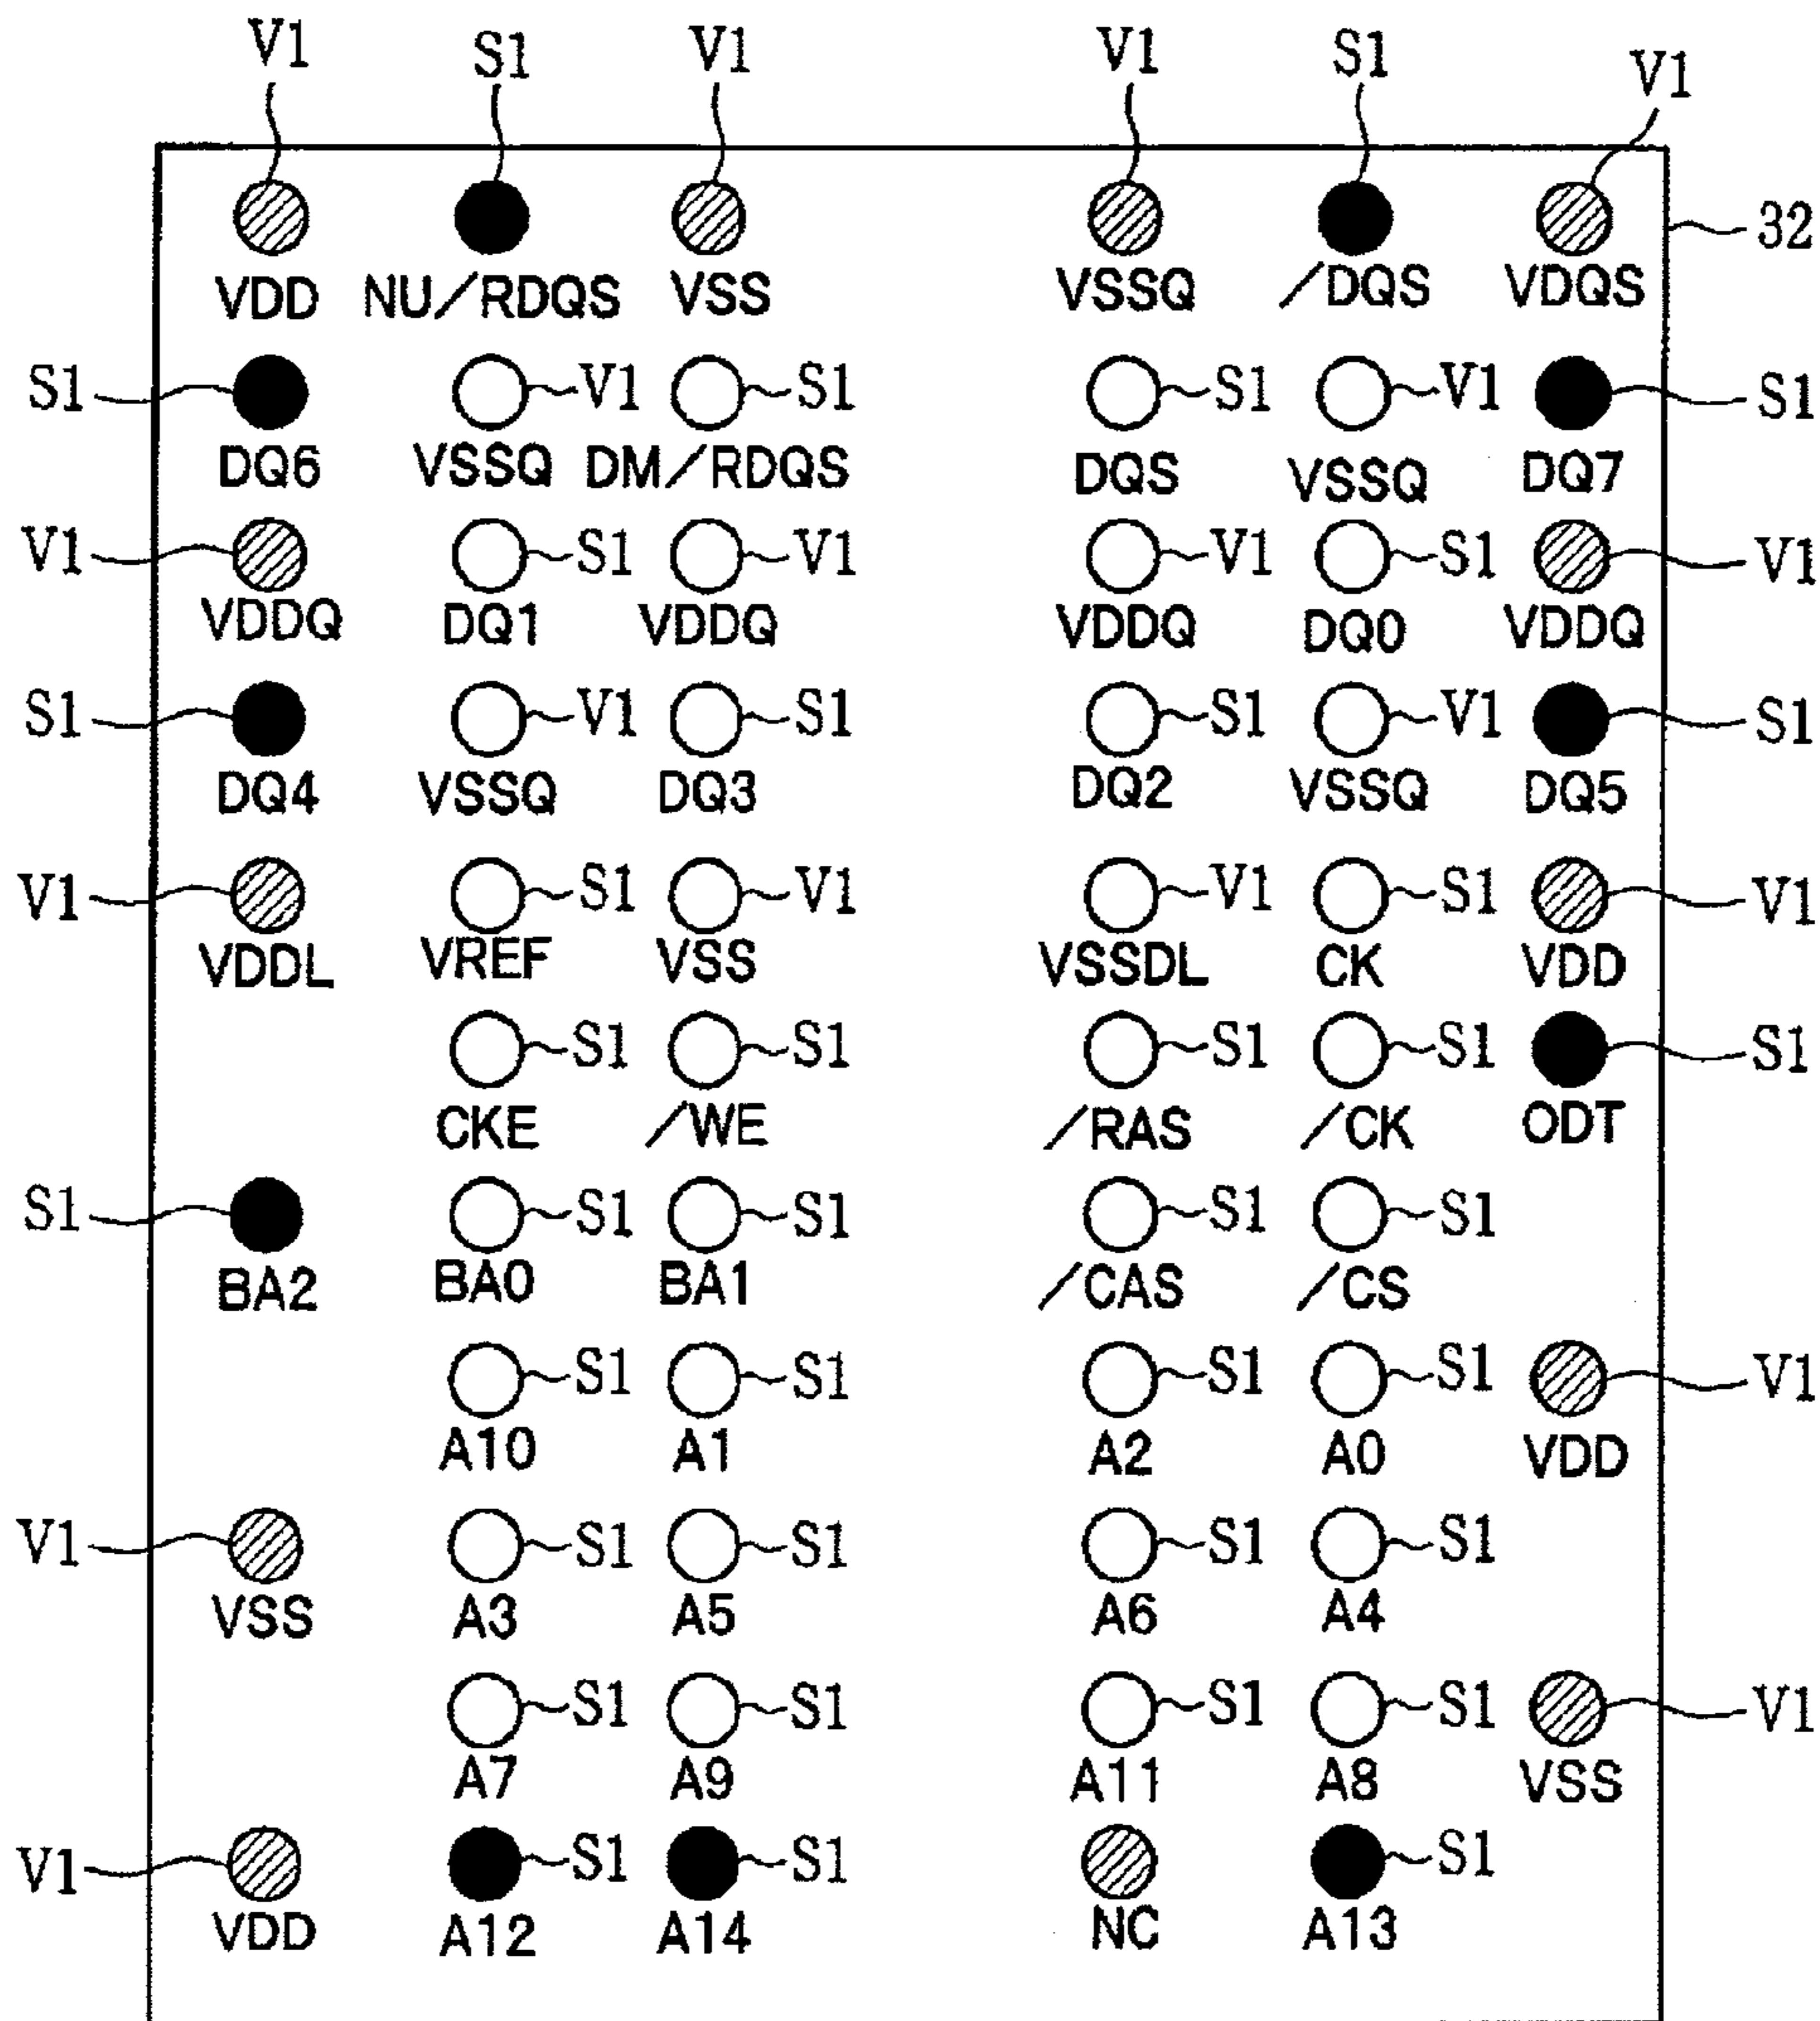 V1 S1 V1 V1 S1 V1
32
VDD NU/RDQS VSS VSSQ /DQS VDQS
S1 V1 S1 S1 V1 S1
DQ6 VSSQ DM/RDQS DQS VSSQ DQ7
V1 S1 V1 V1 S1 V1
VDDQ DQ1 VDDQ VDDQ DQ0 VDDQ
S1 V1 S1 S1 V1 S1
DQ4 VSSQ DQ3 DQ2 VSSQ DQ5
V1 S1 V1 V1 S1 V1
VDDL VREF VSS VSSDL CK VDD
S1 S1 S1 S1 S1
CKE /WE /RAS /CK ODT
S1 S1 S1 S1 S1
BA2 BA0 BA1 /CAS /CS
S1 S1 S1 S1 V1
A10 A1 A2 A0 VDD
V1 S1 S1 S1 S1
VSS A3 A5 A6 A4
S1 S1 S1 S1 V1
A7 A9 A11 A8 VSS
V1 S1 S1 S1
VDD A12 A14 NC A13